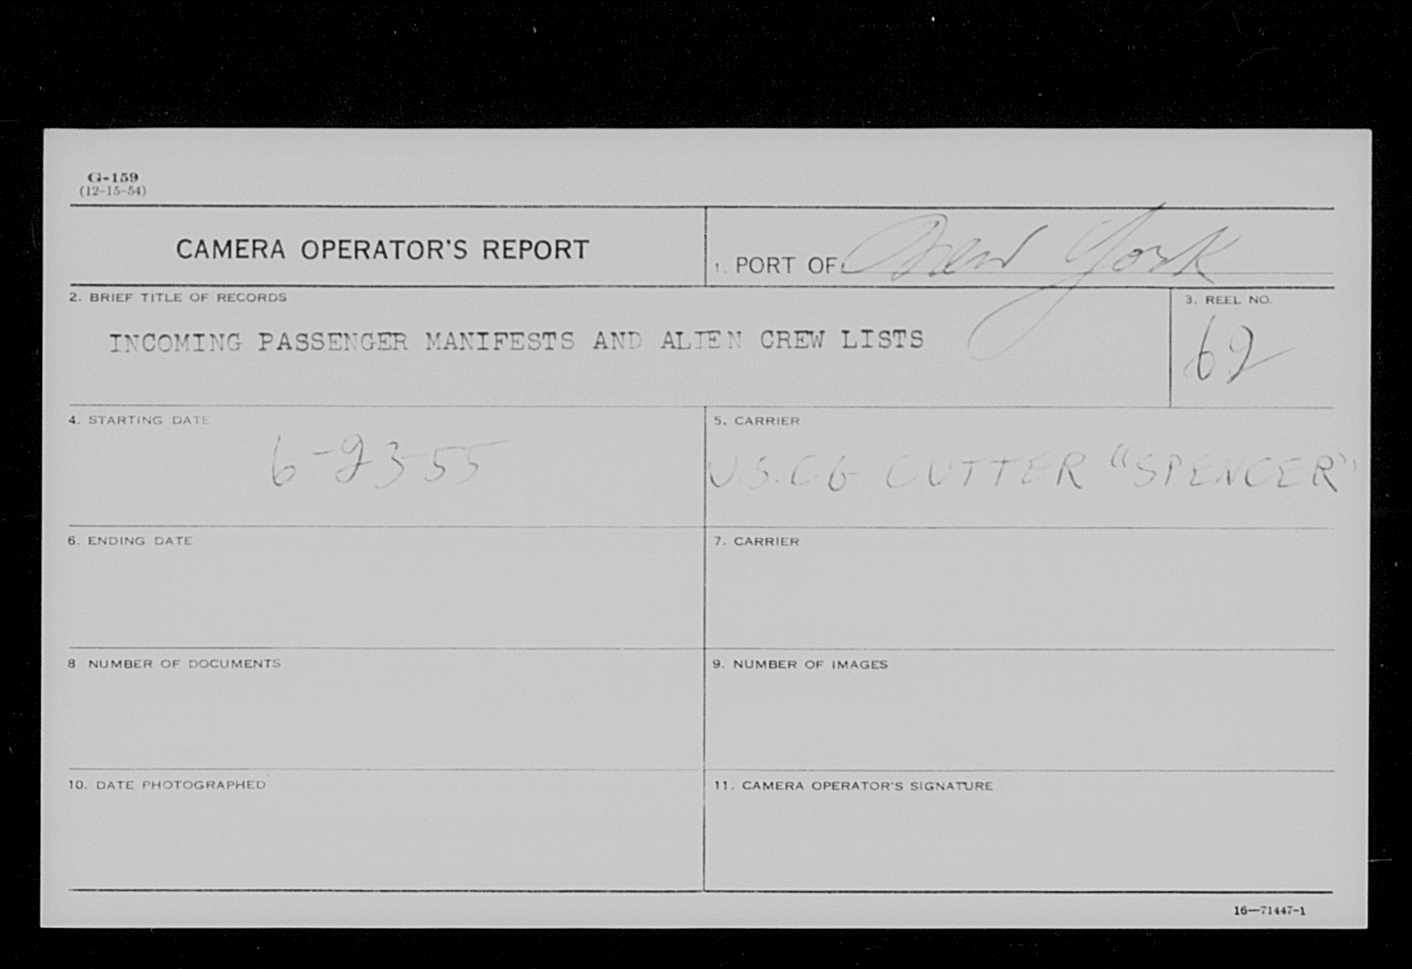 G-159
(12-15-54)
CAMERA OPERATOR'S REPORT
1. PORT OF New York
2. BRIEF TITLE OF RECORDS
INCOMING PASSENGER MANIFESTS AND ALIEN CREW LISTS
3. REEL NO.
62
4. STARTING DATE
6-23-55
5. CARRIER
U.S.C.G CUTTER "SPENCER"
6. ENDING DATE
7. CARRIER
8 NUMBER OF DOCUMENTS
9. NUMBER OF IMAGES
10. DATE PHOTOGRAPHED
11. CAMERA OPERATOR'S SIGNATURE
16—71447-1